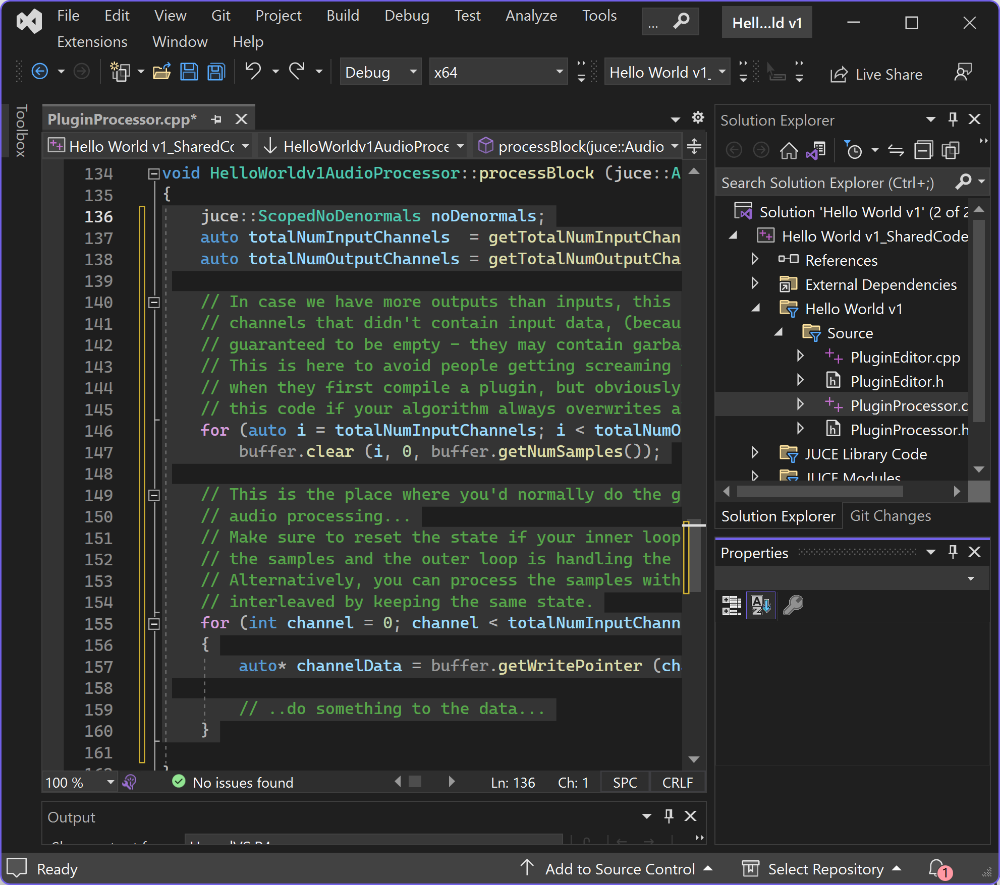 File Edit View Git Project Build Debug Test Analyze Tools ... Hell...ld v1
Extensions Window Help
Debug x64 Hello World v1_ Live Share
Toolbox
PluginProcessor.cpp*
Hello World v1_SharedCo HelloWorldv1AudioProce processBlock(juce::Audio
134 void HelloWorldv1AudioProcessor::processBlock (juce::A
135 {
136 juce::ScopedNoDenormals noDenormals;
137 auto totalNumInputChannels  = getTotalNumInputChan
138 auto totalNumOutputChannels = getTotalNumOutputCha
139
140 // In case we have more outputs than inputs, this
141 // channels that didn't contain input data, (becau
142 // guaranteed to be empty - they may contain garba
143 // This is here to avoid people getting screaming
144 // when they first compile a plugin, but obviously
145 // this code if your algorithm always overwrites a
146 for (auto i = totalNumInputChannels; i < totalNumO
147 buffer.clear (i, 0, buffer.getNumSamples());
148
149 // This is the place where you'd normally do the g
150 // audio processing...
151 // Make sure to reset the state if your inner loop
152 // the samples and the outer loop is handling the
153 // Alternatively, you can process the samples with
154 // interleaved by keeping the same state.
155 for (int channel = 0; channel < totalNumInputChann
156 {
157 auto* channelData = buffer.getWritePointer (ch
158
159 // ..do something to the data...
160 }
161
100 % No issues found Ln: 136 Ch: 1 SPC CRLF
Output
Solution Explorer
Search Solution Explorer (Ctrl+;)
Solution 'Hello World v1' (2 of 2
Hello World v1_SharedCode
References
External Dependencies
Hello World v1
Source
PluginEditor.cpp
PluginEditor.h
PluginProcessor.c
PluginProcessor.h
JUCE Library Code
JUCE Modules
Solution Explorer Git Changes
Properties
Ready Add to Source Control Select Repository 1